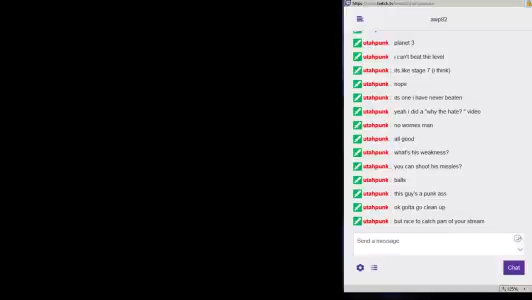 awp82
utahpunk: planet 3
utahpunk: i can't beat the level
utahpunk: its like stage 7 (i think)
utahpunk: nope
utahpunk: its one i have never beaten
utahpunk: yeah i did a "why the hate? " video
utahpunk: no worries man
utahpunk: all good
utahpunk: what's his weakness?
utahpunk: you can shoot his missles?
utahpunk: balls
utahpunk: this guy's a punk ass
utahpunk: ok gotta go clean up
utahpunk: but nice to catch part of your stream
Send a message
Chat
125%